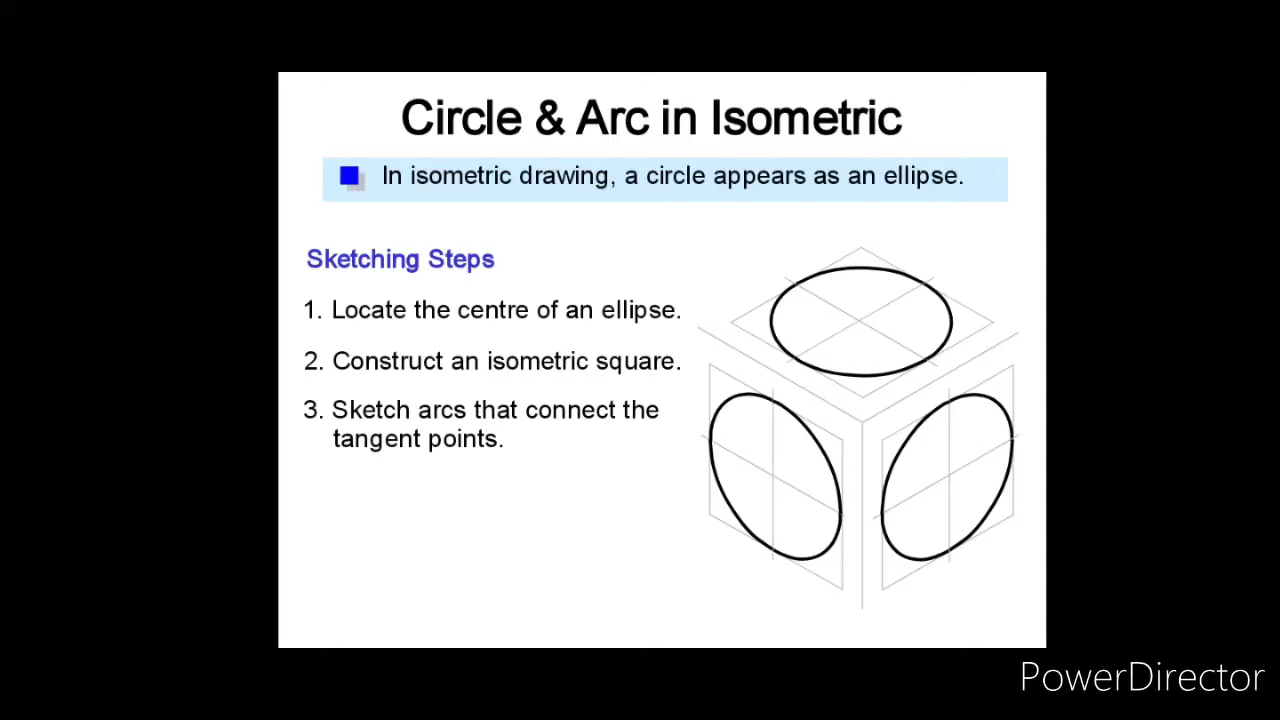 Circle & Arc in Isometric
In isometric drawing, a circle appears as an ellipse.
Sketching Steps
1. Locate the centre of an ellipse.
2. Construct an isometric square.
3. Sketch arcs that connect the
tangent points.
PowerDirector